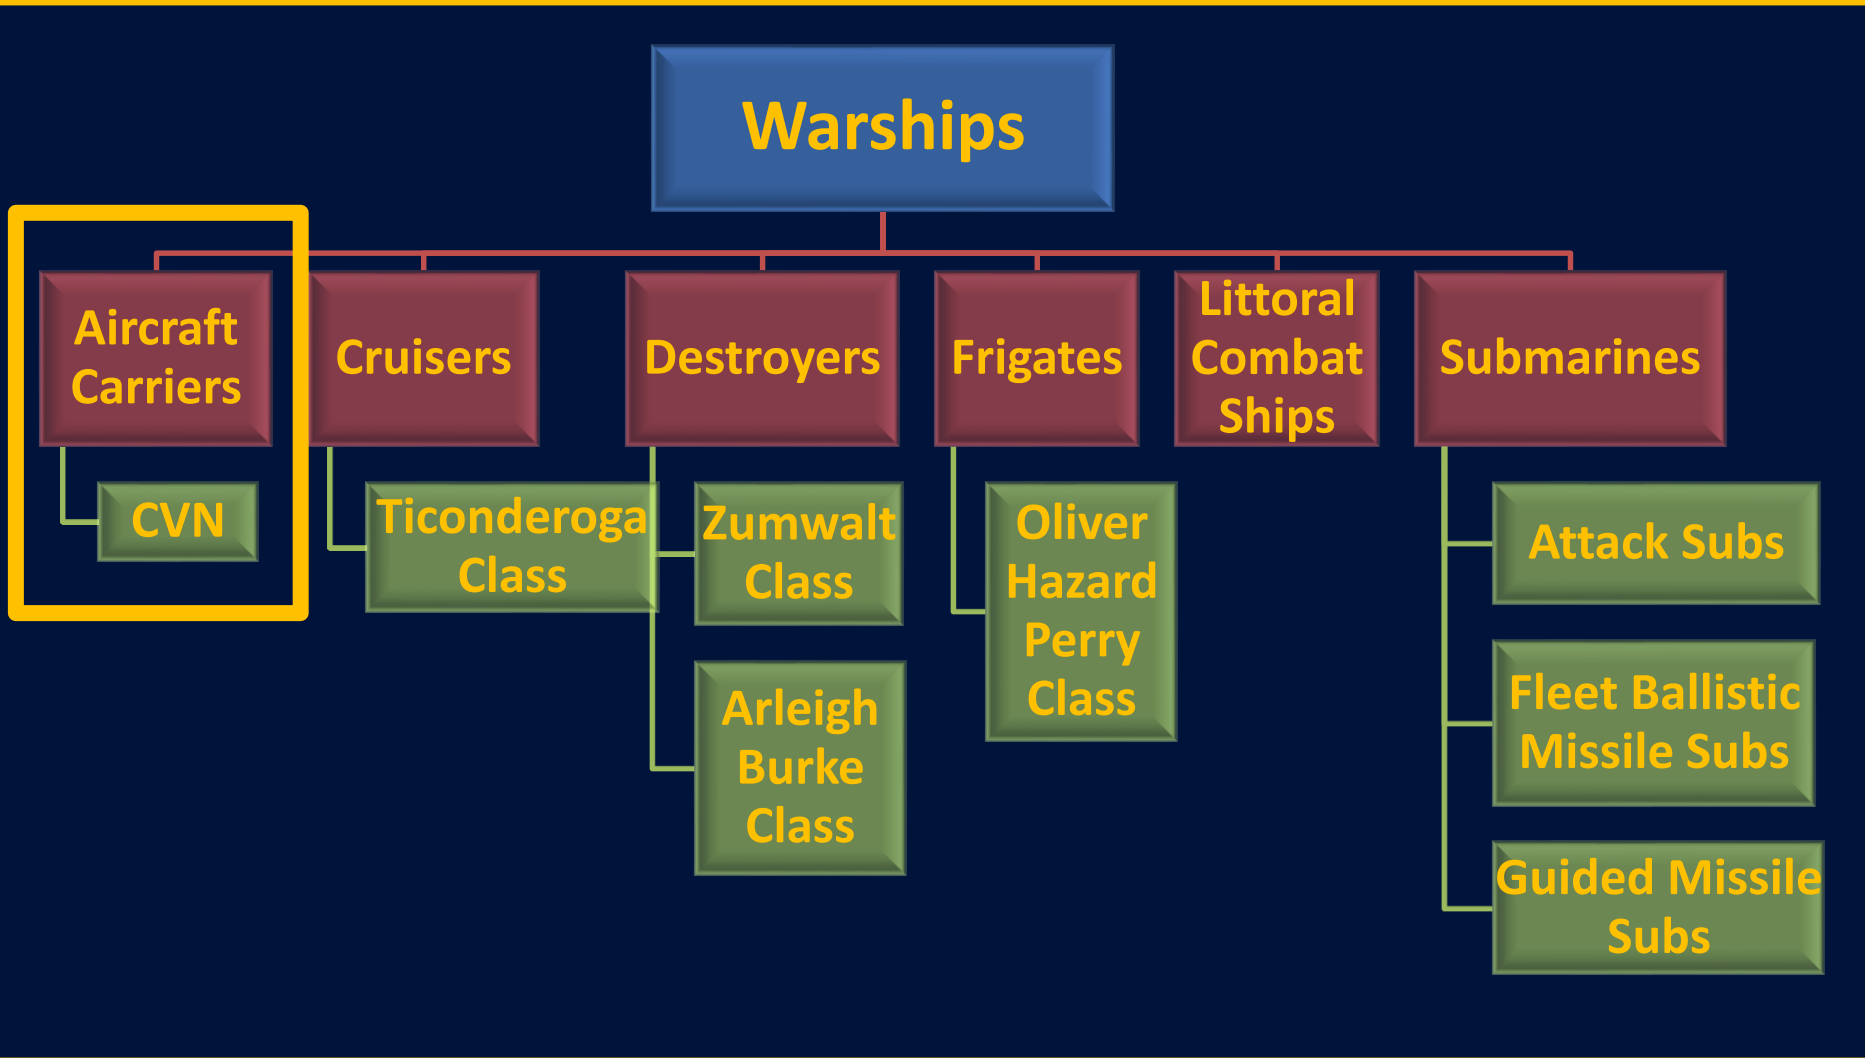 Warships
Aircraft
Carriers
CVN
Cruisers
Ticonderoga
Class
Destroyers
Zumwalt
Class
Arleigh
Burke
Class
Frigates
Oliver
Hazard
Perry
Class
Littoral
Combat
Ships
Submarines
Attack Subs
Fleet Ballistic
Missile Subs
Guided Missile
Subs